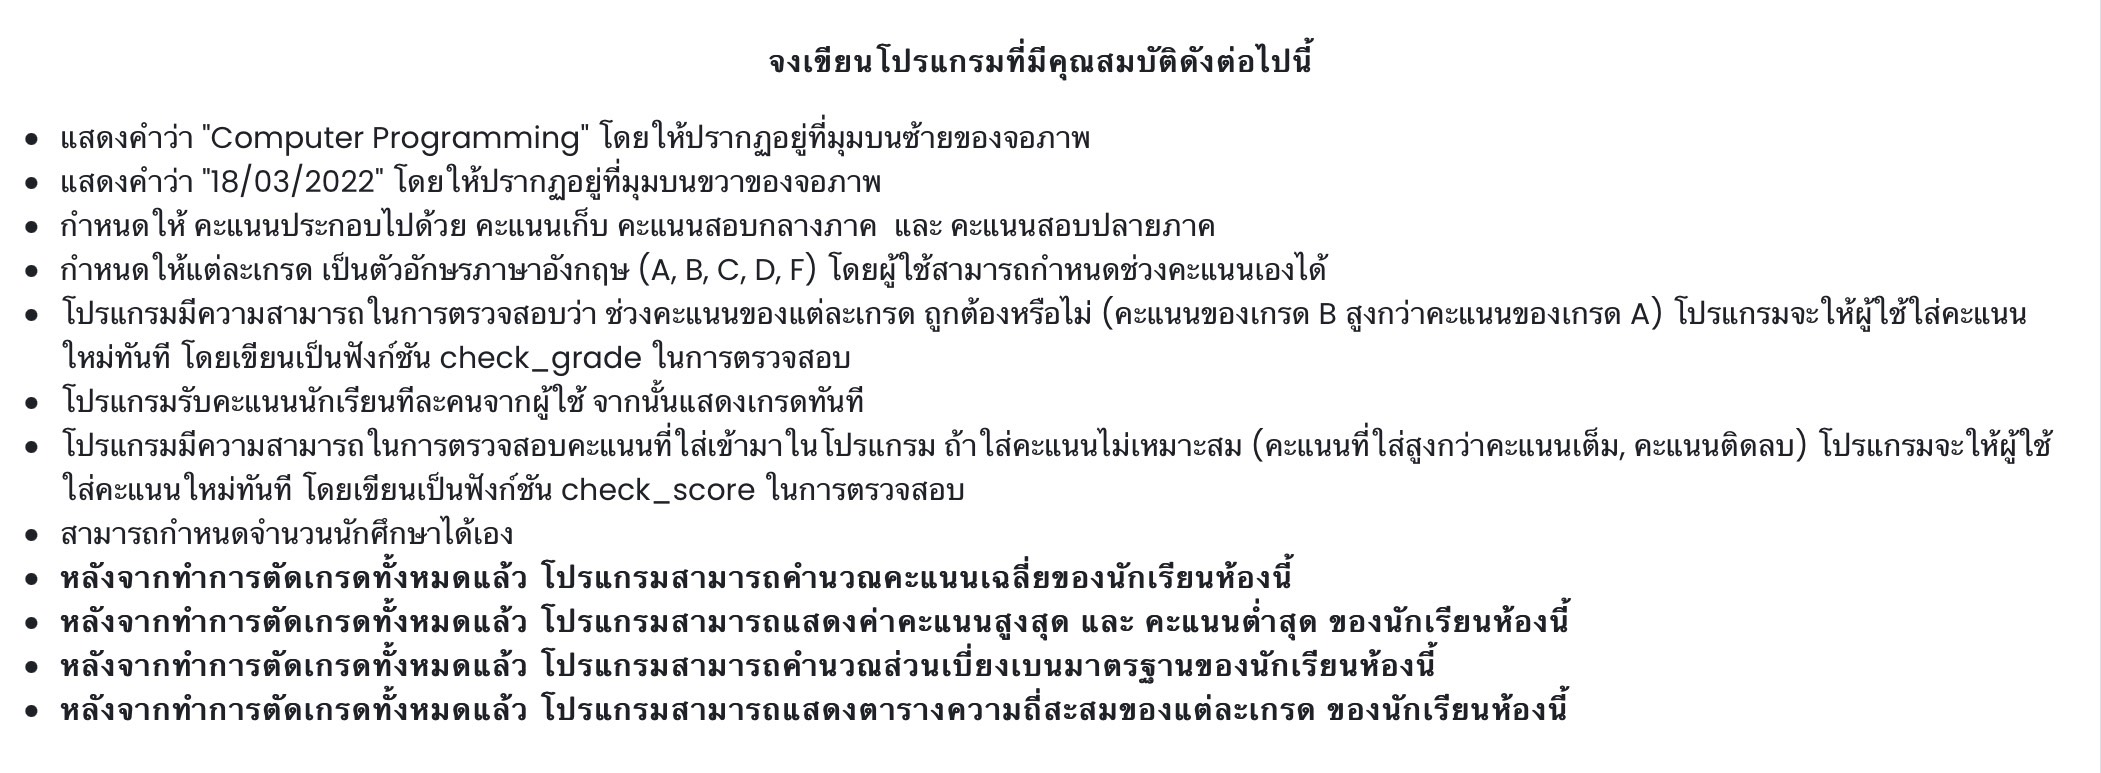 จงเขียนโปรแกรมที่มีคุณสมบัติดังต่อไปนี้
• แสดงคำว่า "Computer Programming" โดยให้ปรากฏอยู่ที่มุมบนซ้ายของจอภาพ
• แสดงคำว่า "18/03/2022" โดยให้ปรากฏอยู่ที่มุมบนขวาของจอภาพ
• กำหนดให้ คะแนนประกอบไปด้วย คะแนนเก็บ คะแนนสอบกลางภาค และ คะแนนสอบปลายภาค
• กำหนดให้แต่ละเกรด เป็นตัวอักษรภาษาอังกฤษ (A, B, C, D, F) โดยผู้ใช้สามารถกำหนดช่วงคะแนนเองได้
• โปรแกรมมีความสามารถในการตรวจสอบว่า ช่วงคะแนนของแต่ละเกรด ถูกต้องหรือไม่ (คะแนนของเกรด B สูงกว่าคะแนนของเกรด A) โปรแกรมจะให้ผู้ใช้ใส่คะแนน
ใหม่ทันที โดยเขียนเป็นฟังก์ชัน check_grade ในการตรวจสอบ
• โปรแกรมรับคะแนนนักเรียนทีละคนจากผู้ใช้ จากนั้นแสดงเกรดทันที
• โปรแกรมมีความสามารถในการตรวจสอบคะแนนที่ใส่เข้ามาในโปรแกรม ถ้าใส่คะแนนไม่เหมาะสม (คะแนนที่ใส่สูงกว่าคะแนนเต็ม, คะแนนติดลบ) โปรแกรมจะให้ผู้ใช้
ใส่คะแนนใหม่ทันที โดยเขียนเป็นฟังก์ชัน check_score ในการตรวจสอบ
• สามารถกำหนดจำนวนนักศึกษาได้เอง
• หลังจากทำการตัดเกรดทั้งหมดแล้ว โปรแกรมสามารถคำนวณคะแนนเฉลี่ยของนักเรียนห้องนี้
• หลังจากทำการตัดเกรดทั้งหมดแล้ว โปรแกรมสามารถแสดงค่าคะแนนสูงสุด และ คะแนนต่ำสุด ของนักเรียนห้องนี้
• หลังจากทำการตัดเกรดทั้งหมดแล้ว โปรแกรมสามารถคำนวณส่วนเบี่ยงเบนมาตรฐานของนักเรียนห้องนี้
• หลังจากทำการตัดเกรดทั้งหมดแล้ว โปรแกรมสามารถแสดงตารางความถี่สะสมของแต่ละเกรด ของนักเรียนห้องนี้